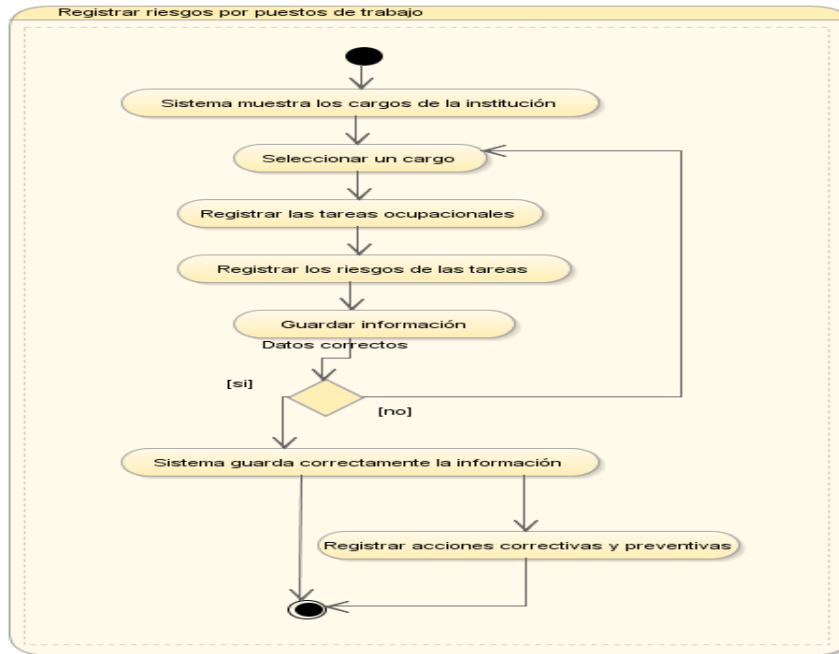 Registrar riesgos por puestos de trabajo
Sistema muestra los cargos de la institución
Seleccionar un cargo
Registrar las tareas ocupacionales
Registrar los riesgos de las tareas
Guardar información
Datos correctos
[si]
[no]
Sistema guarda correctamente la información
Registrar acciones correctivas y preventivas